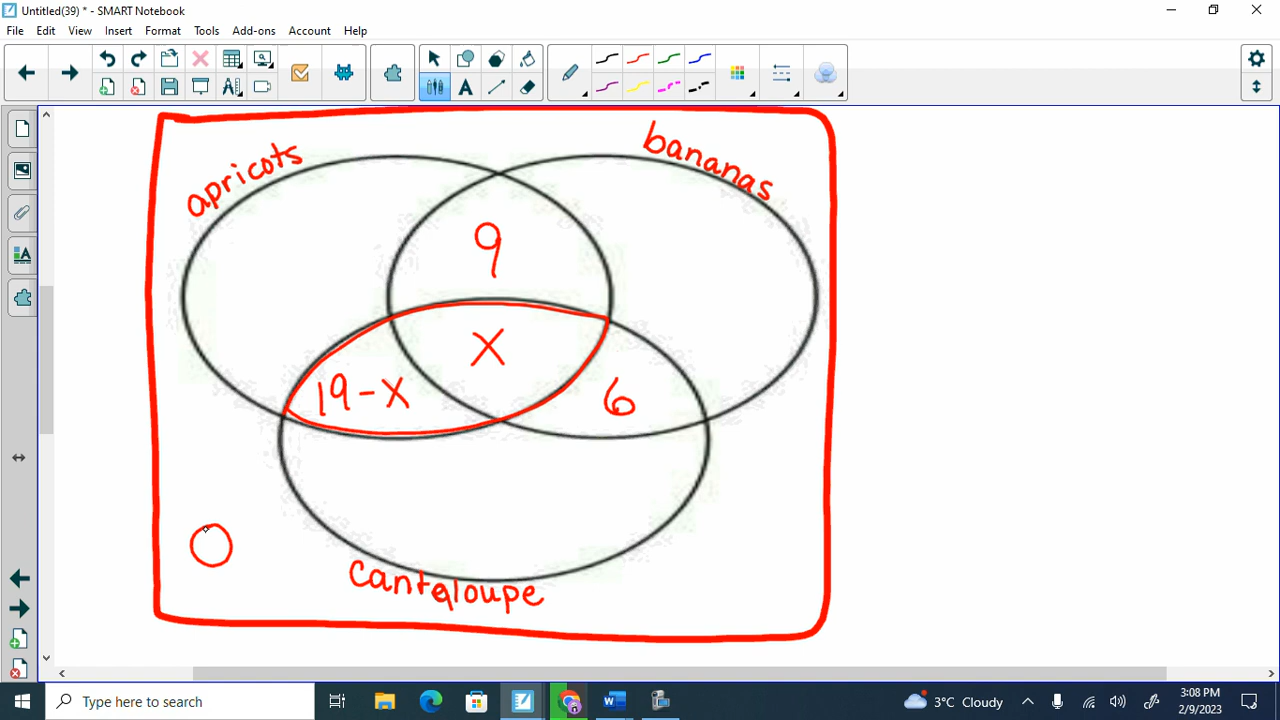 Untitled(39) * - SMART Notebook
File Edit View Insert Format Tools Add-ons Account Help
apricots
bananas
9
x
19-x
6
0
Cantaloupe
Type here to search
3°C Cloudy
3:08 PM
2/9/2023